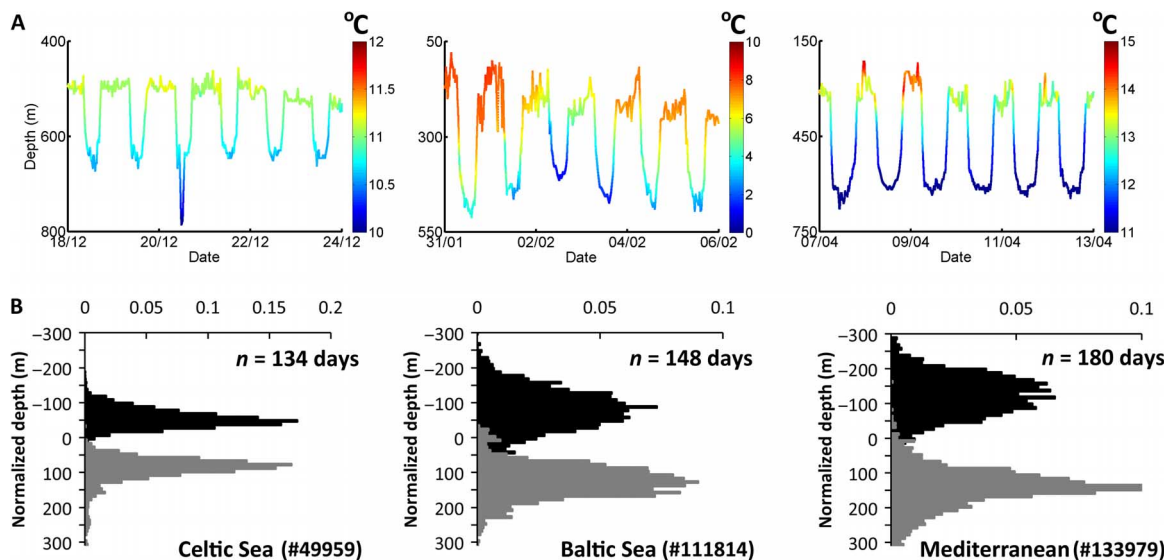 A
°C
°C
°C
400
600
800
Depth (m)
18/12 20/12 22/12 24/12
Date
12
11.5
11
10.5
10
50
300
550
31/01 02/02 04/02 06/02
Date
10
8
6
4
2
0
150
450
750
07/04 09/04 11/04 13/04
Date
15
14
13
12
11
B
0 0.05 0.1 0.15 0.2
−300
−200
−100
0
100
200
300
Normalized depth (m)
n = 134 days
Celtic Sea (#49959)
0 0.05 0.1
−300
−200
−100
0
100
200
300
Normalized depth (m)
n = 148 days
Baltic Sea (#111814)
0 0.05 0.1
−300
−200
−100
0
100
200
300
Normalized depth (m)
n = 180 days
Mediterranean (#133979)